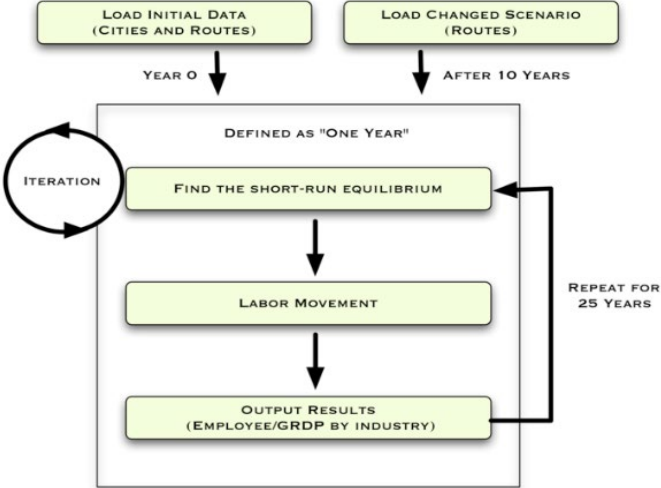 LOAD INITIAL DATA
(CITIES AND ROUTES)
LOAD CHANGED SCENARIO
(ROUTES)
YEAR 0
AFTER 10 YEARS
DEFINED AS "ONE YEAR"
ITERATION
FIND THE SHORT-RUN EQUILIBRIUM
LABOR MOVEMENT
REPEAT FOR
25 YEARS
OUTPUT RESULTS
(EMPLOYEE/GRDP BY INDUSTRY)